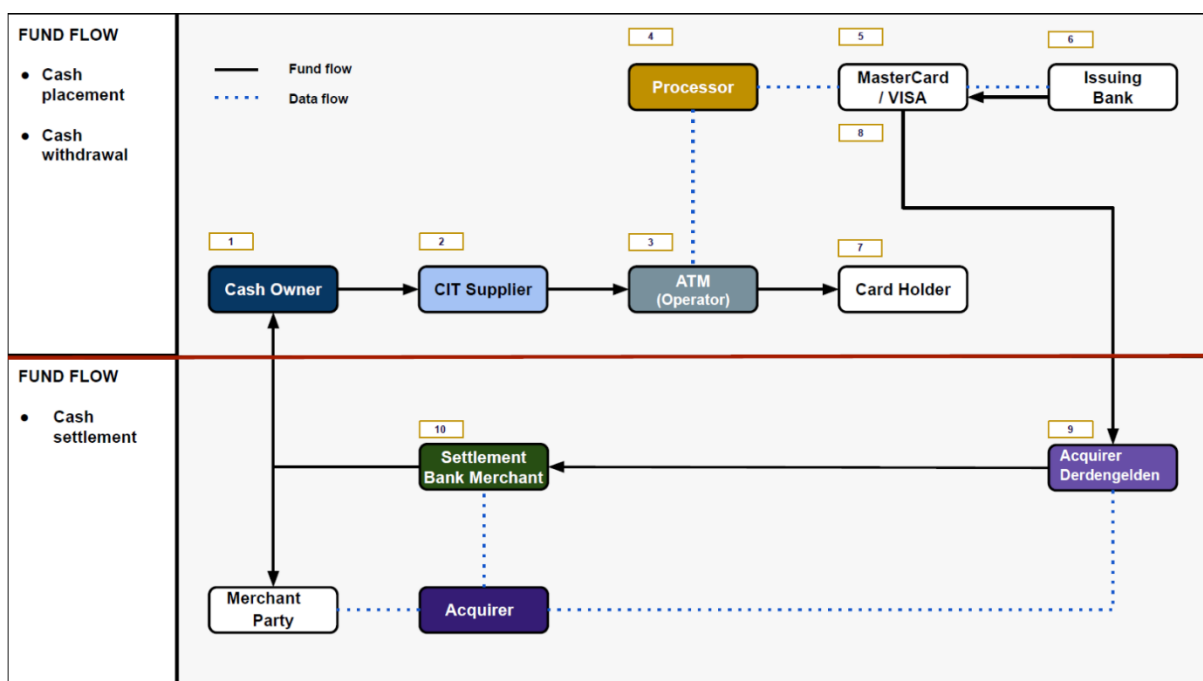 FUND FLOW
● Cash
placement
● Cash
withdrawal
Fund flow
Data flow
4
5
6
Processor
MasterCard
/ VISA
Issuing
Bank
8
1
2
3
7
Cash Owner
CIT Supplier
ATM
(Operator)
Card Holder
FUND FLOW
● Cash
settlement
10
9
Settlement
Bank Merchant
Acquirer
Derdengelden
Merchant
Party
Acquirer